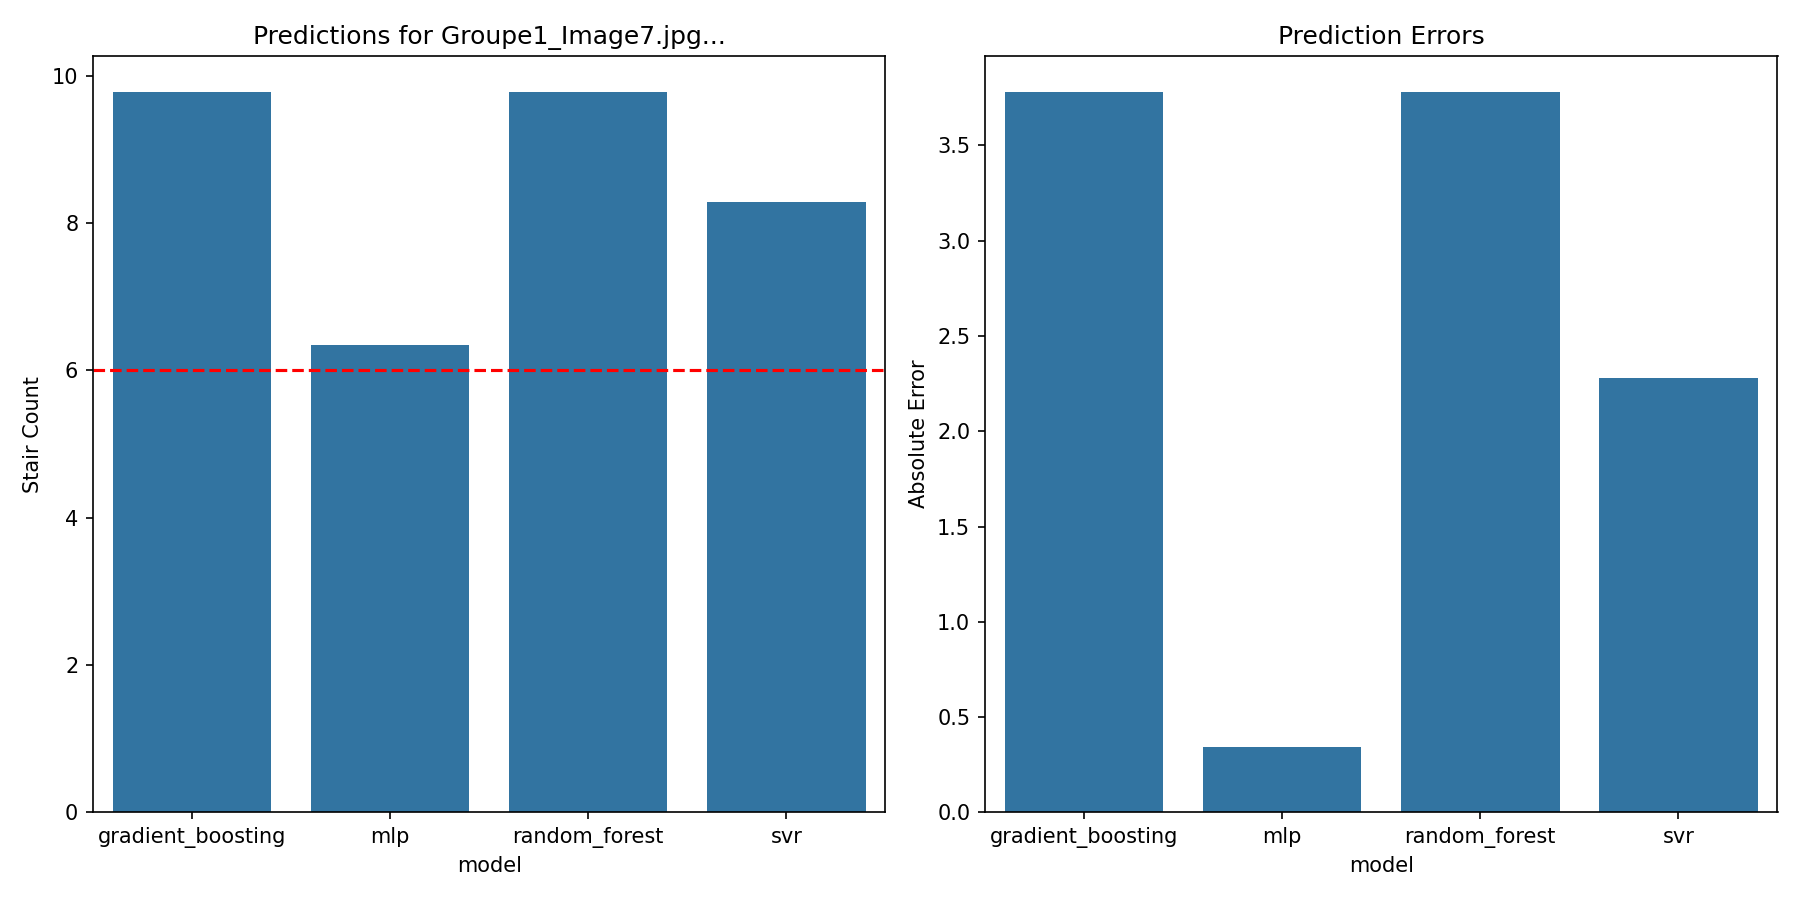 Predictions for Groupe1_Image7.jpg...
Stair Count
10
8
6
4
2
0
gradient_boosting mlp random_forest svr
model
Prediction Errors
Absolute Error
3.5
3.0
2.5
2.0
1.5
1.0
0.5
0.0
gradient_boosting mlp random_forest svr
model